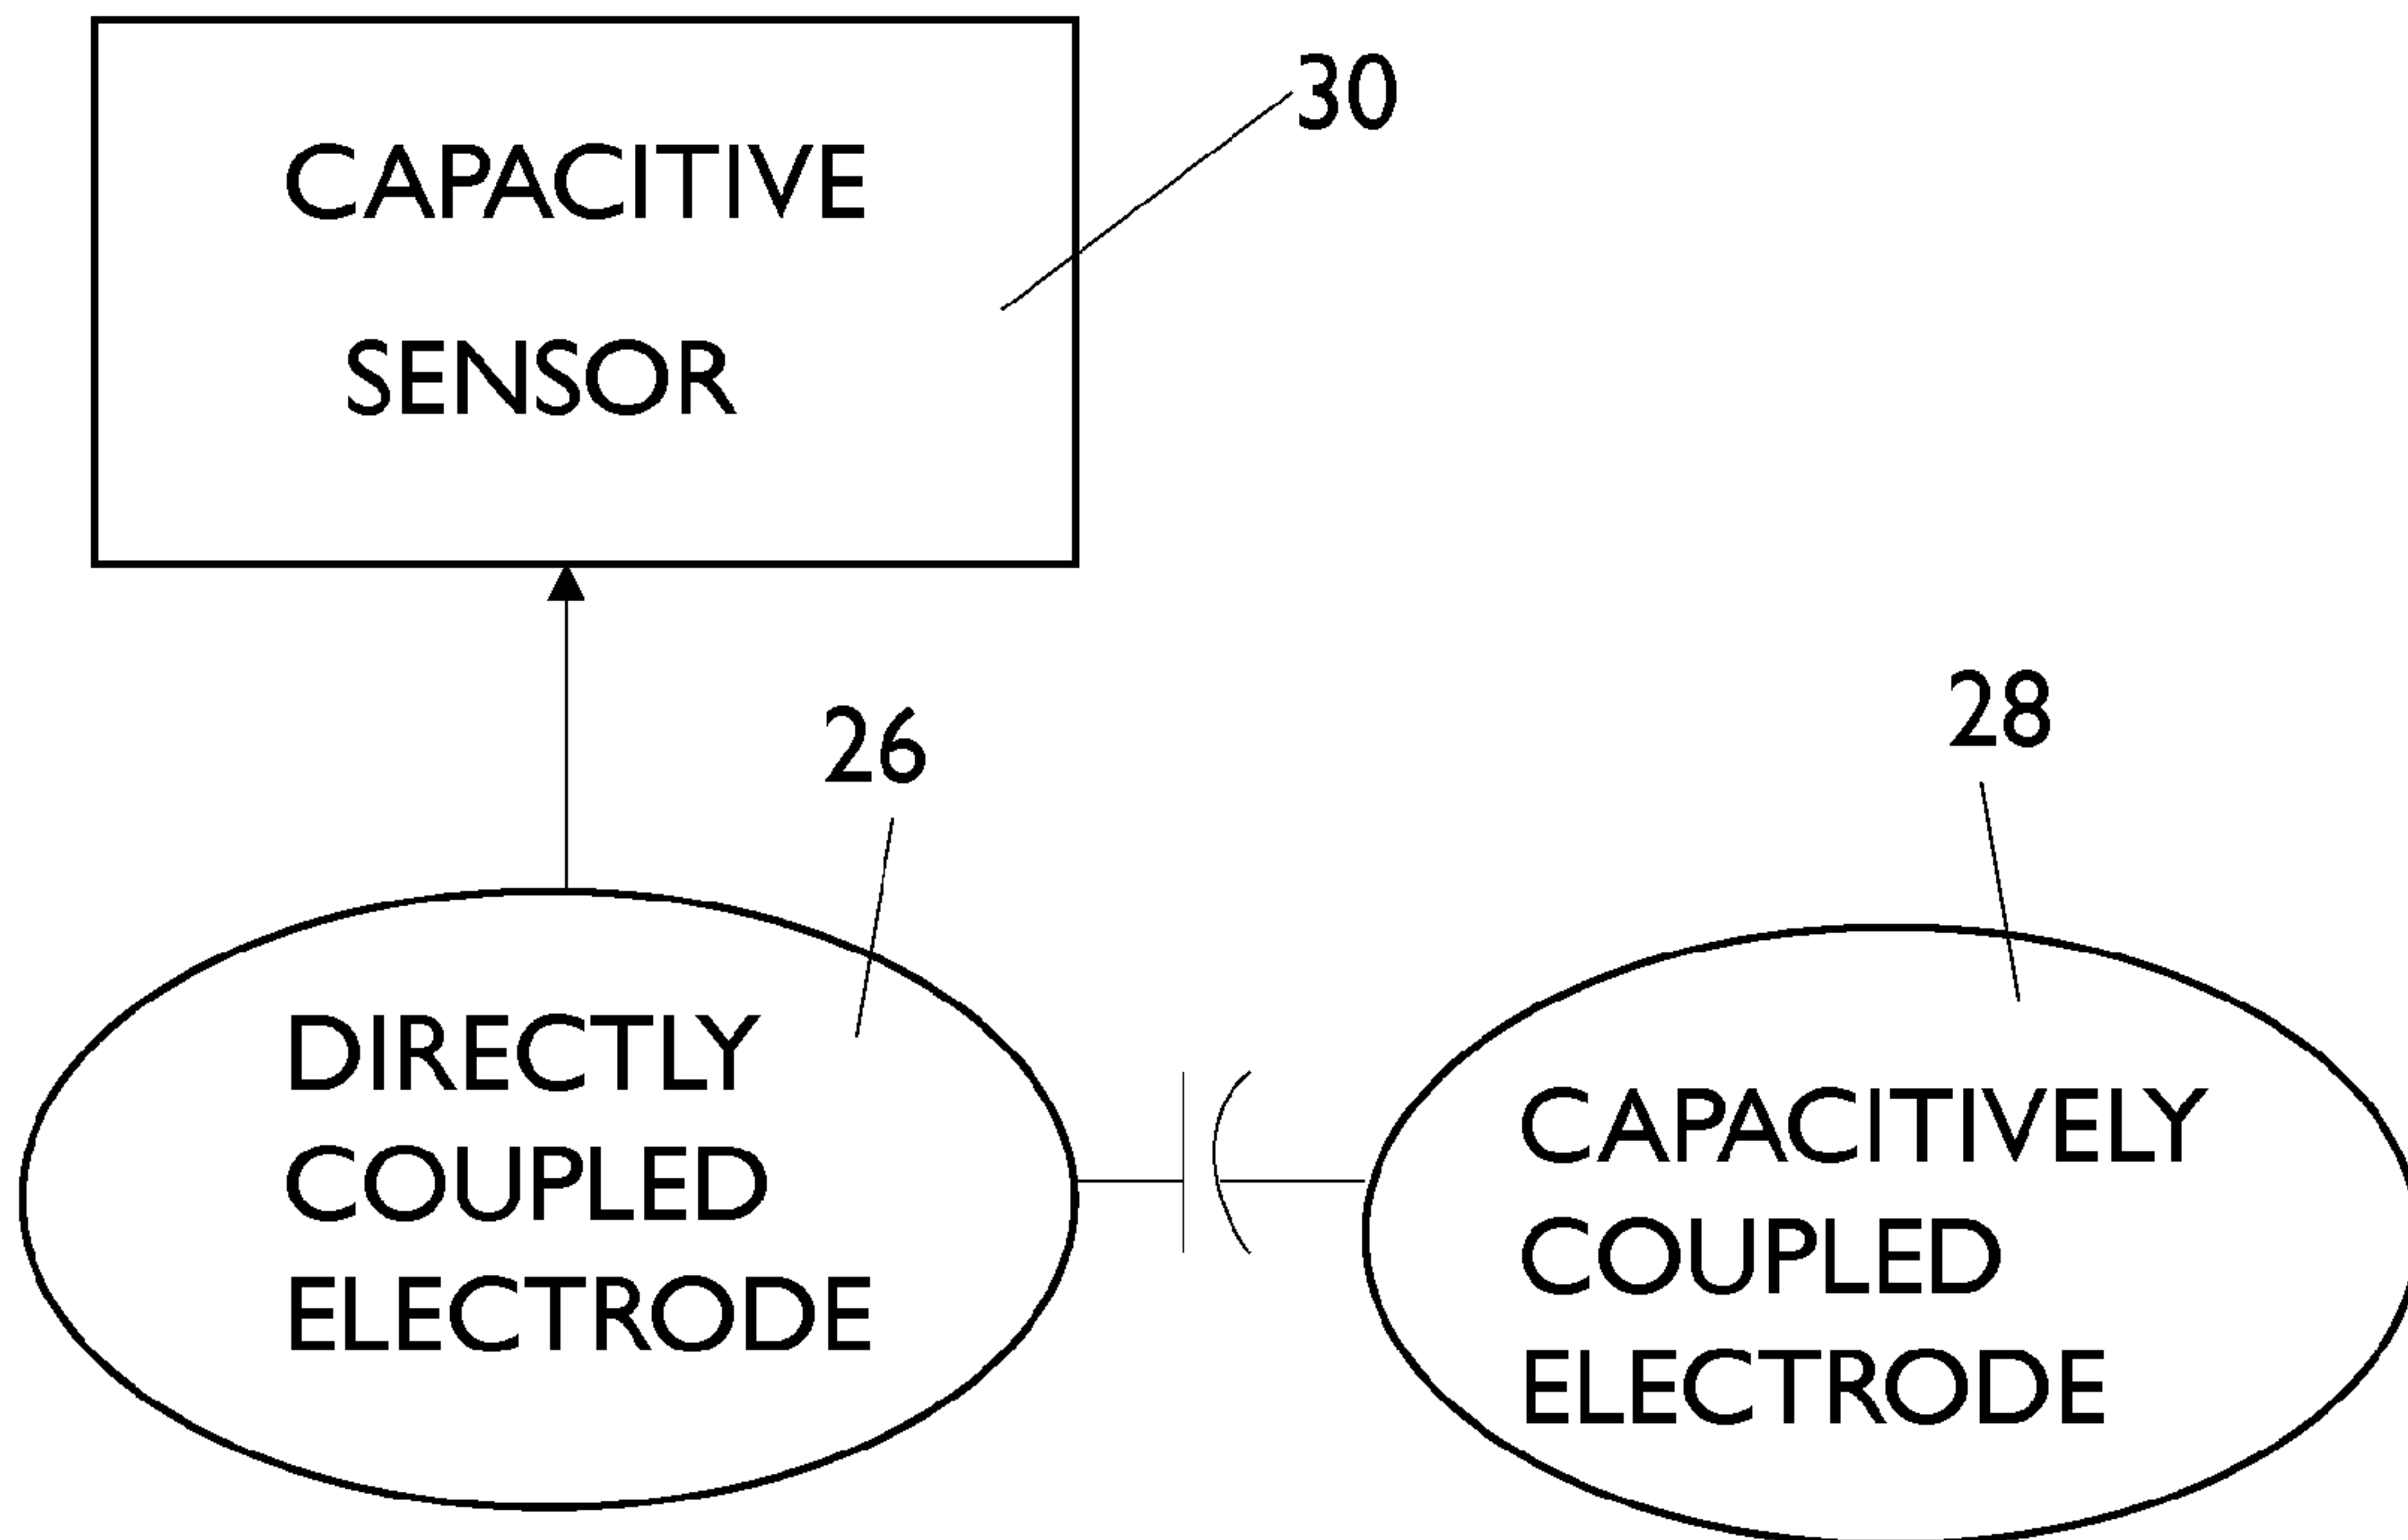 CAPACITIVE
SENSOR
30
26
28
DIRECTLY
COUPLED
ELECTRODE
CAPACITIVELY
COUPLED
ELECTRODE